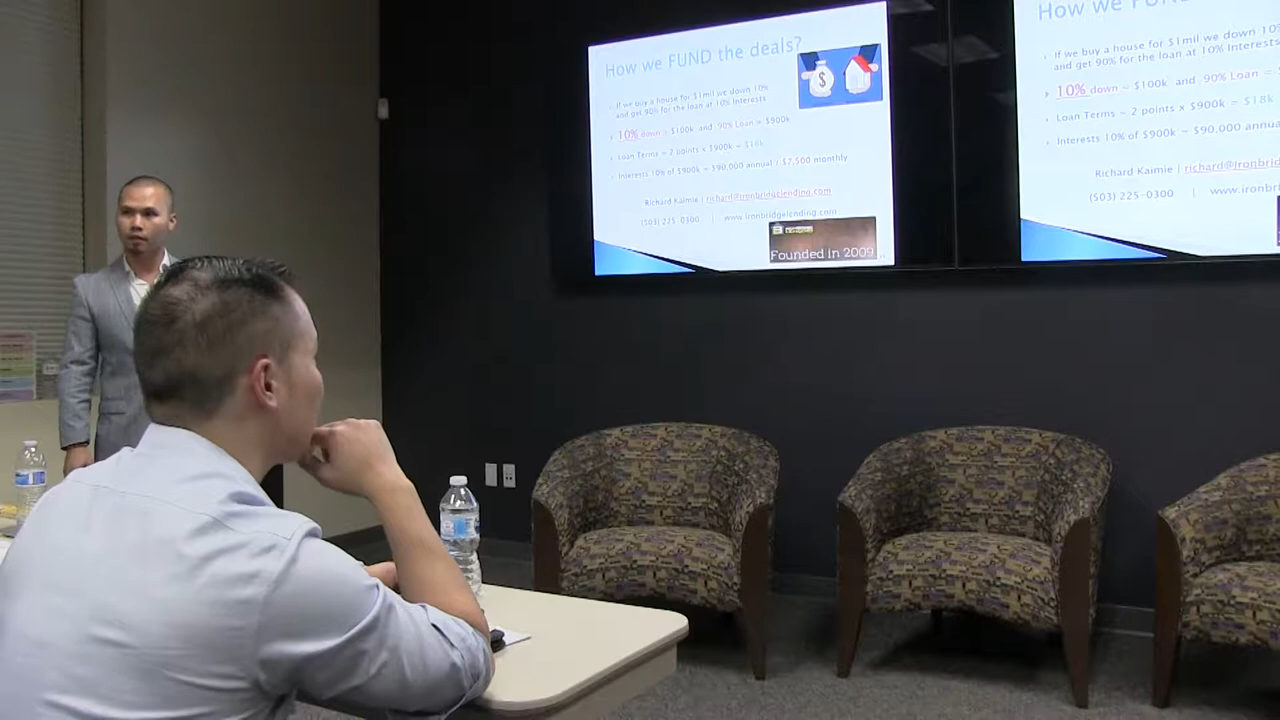 How we FUND the deals?
If we buy a house for $1mil we down 10%
and get 90% for the loan at 10% Interests
10% down = $100k and 90% Loan = $900k
Loan Terms = 2 points x $900k = $18k
Interests 10% of $900k = $90,000 annual / $7,500 monthly
Richard Kaimie | richard@ironbridgelending.com
(503) 225-0300 | www.ironbridgelending.com
Founded in 2009
How we FUN
If we buy a house for $1mil we down 10%
and get 90% for the loan at 10% Interests
10% down = $100k and 90% Loan =
Loan Terms = 2 points x $900k = $18k
Interests 10% of $900k = $90,000 annua
Richard Kaimie | richard@ironbrid
(503) 225-0300 | www.ironbri